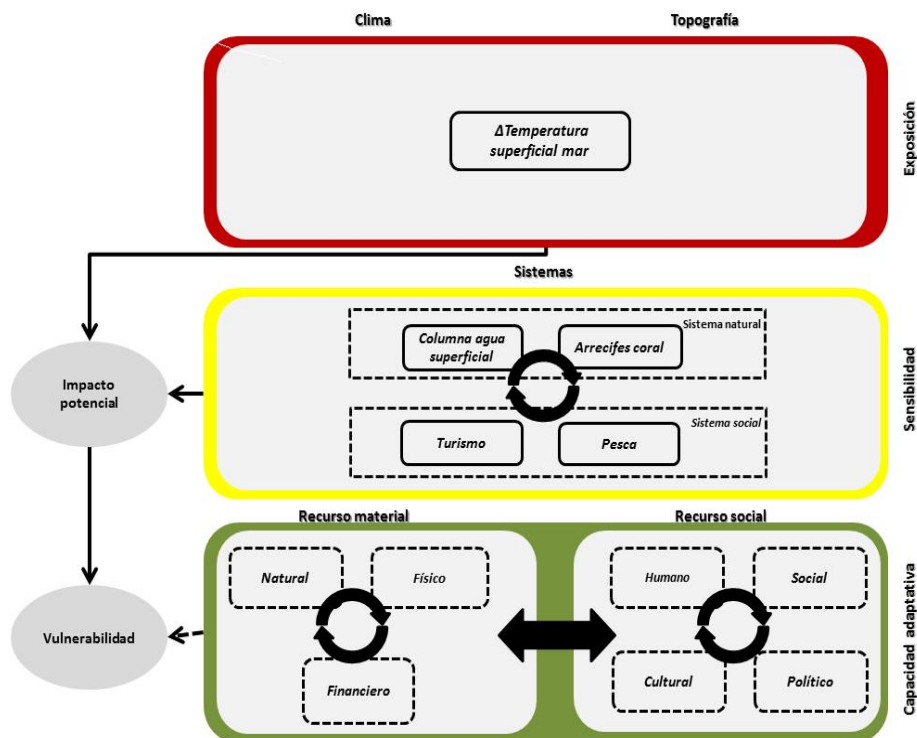 Clima
Topografía
ΔTemperatura
superficial mar
Exposición
Sistemas
Sistema natural
Columna agua
superficial
Arrecifes coral
Impacto
potencial
Sistema social
Turismo
Pesca
Sensibilidad
Recurso material
Recurso social
Natural
Físico
Humano
Social
Vulnerabilidad
Financiero
Cultural
Político
Capacidad adaptativa